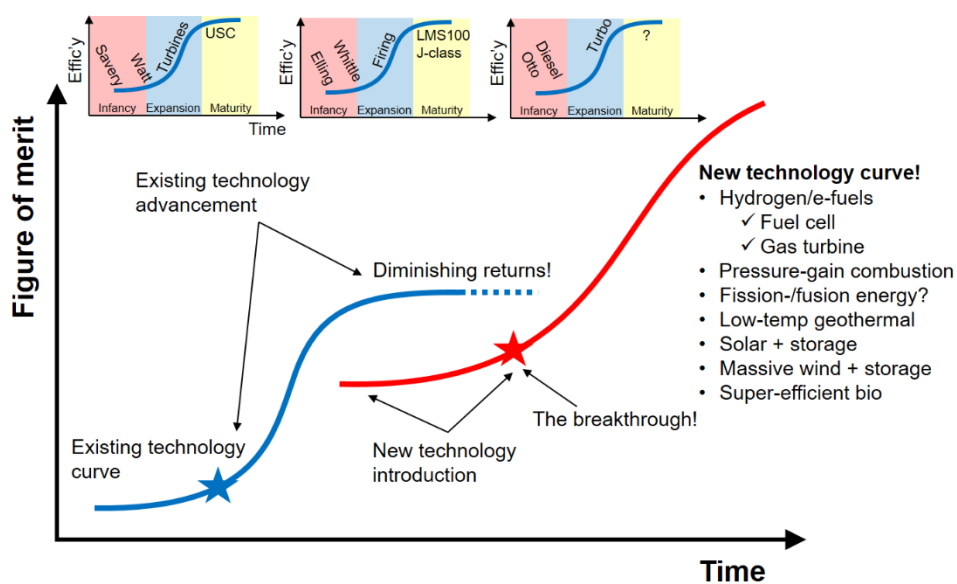 Effic'y
Savery
Watt
Turbines
USC
Infancy
Expansion
Maturity
Time
Effic'y
Elling
Whittle
Firing
LMS100
J-class
Infancy
Expansion
Maturity
Effic'y
Otto
Diesel
Turbo
?
Infancy
Expansion
Maturity
Figure of merit
Existing technology
advancement
Diminishing returns!
Existing technology
curve
New technology
introduction
The breakthrough!
New technology curve!
• Hydrogen/e-fuels
✓ Fuel cell
✓ Gas turbine
• Pressure-gain combustion
• Fission-/fusion energy?
• Low-temp geothermal
• Solar + storage
• Massive wind + storage
• Super-efficient bio
Time